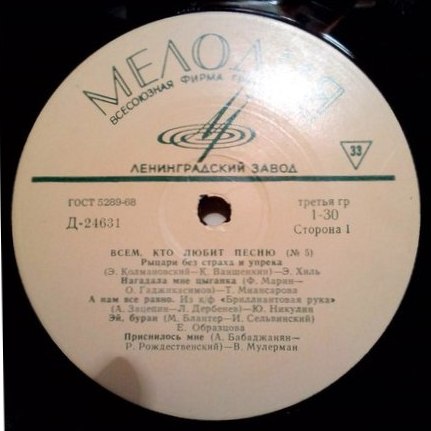 МЕЛОДИЯ
ВСЕСОЮЗНАЯ ФИРМА
ЛЕНИНГРАДСКИЙ ЗАВОД
33
ГОСТ 5289-68
Д-24631
третья гр
1-30
Сторона 1
ВСЕМ, КТО ЛЮБИТ ПЕСНЮ (№ 5)
Рыцари без страха и упрека
(Э. Колмановский—К. Ваншенкин)—Э. Хиль
Нагадала мне цыганка (Ф. Марин—
О. Гаджикасимов)—Т. Миансарова
А нам все равно. Из к/ф «Бриллиантовая рука»
(А. Зацепин—Л. Дербенев)—Ю. Никулин
Эй, буран (М. Блантер—И. Сельвинский)
Е. Образцова
Приснилось мне (А. Бабаджанян—
Р. Рождественский)—В. Мулерман